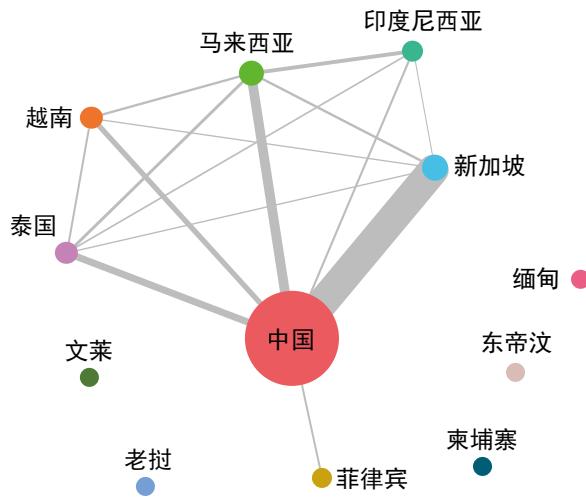 印度尼西亚
马来西亚
越南
新加坡
泰国
缅甸
中国
东帝汶
文莱
柬埔寨
老挝
菲律宾